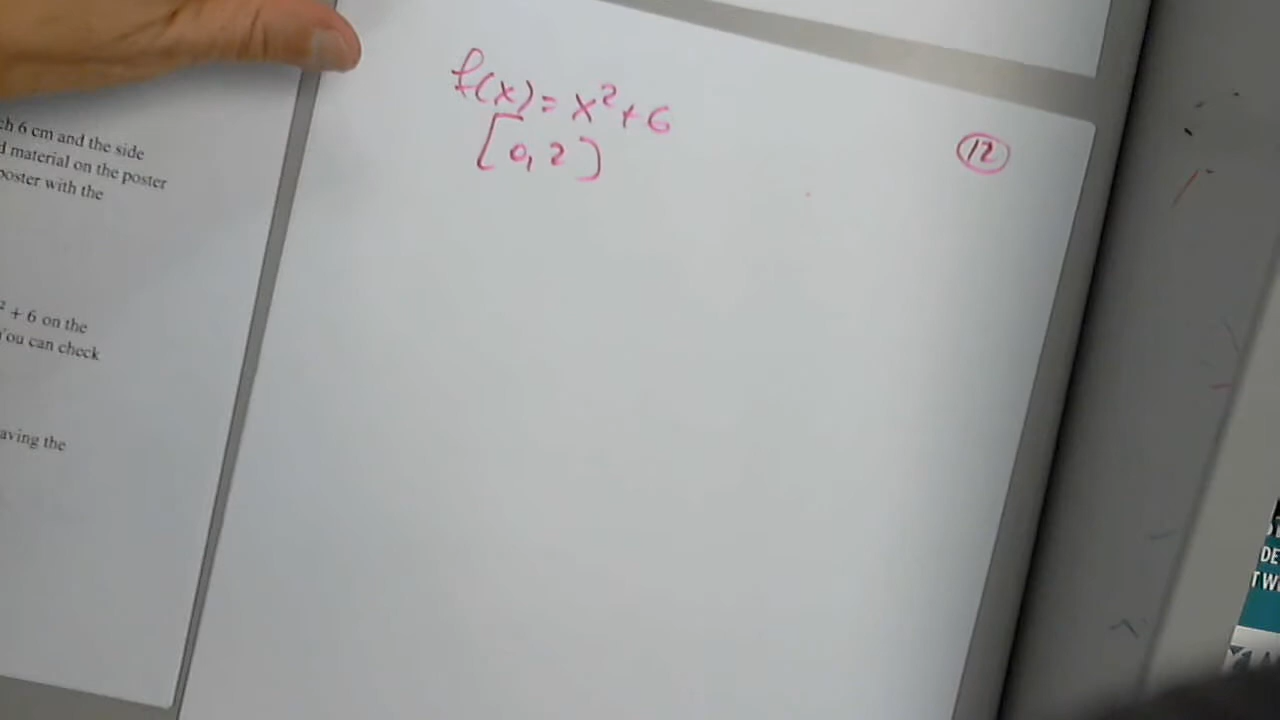 ch 6 cm and the side
d material on the poster
poster with the
² + 6 on the
You can check
aving the
f(x) = x² + 6
[0, 2]
12
DE